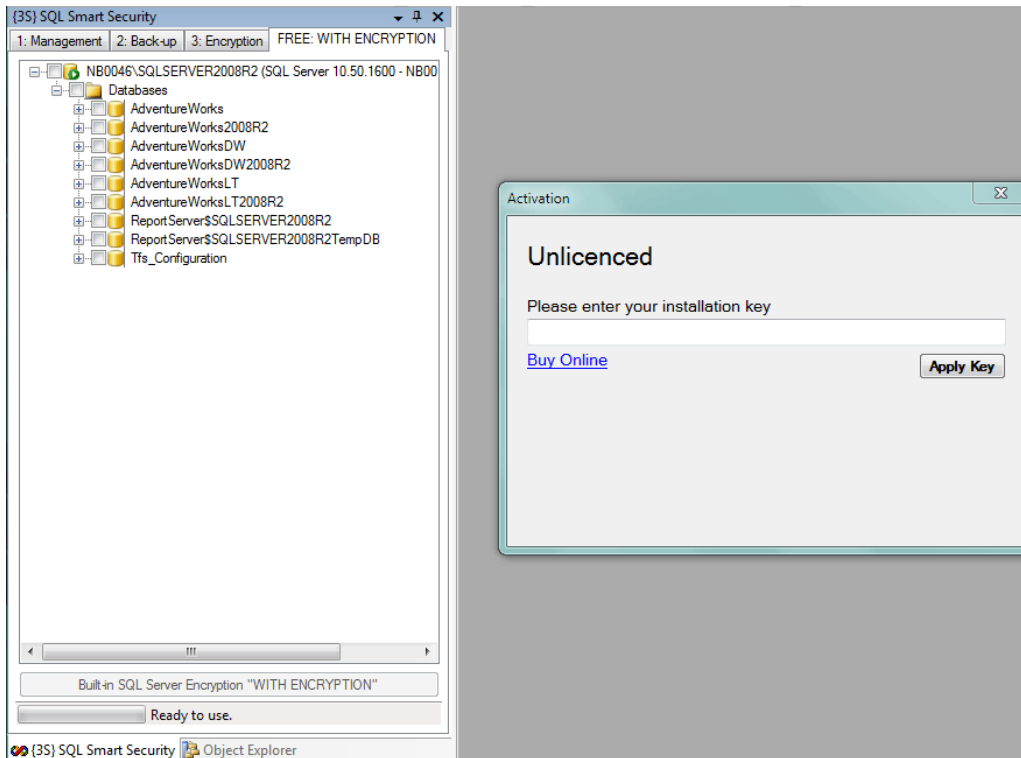 {3S} SQL Smart Security
1: Management
2: Back-up
3: Encryption
FREE: WITH ENCRYPTION
NB0046\SQLSERVER2008R2 (SQL Server 10.50.1600 - NB00
Databases
AdventureWorks
AdventureWorks2008R2
AdventureWorksDW
AdventureWorksDW2008R2
AdventureWorksLT
AdventureWorksLT2008R2
ReportServer$SQLSERVER2008R2
ReportServer$SQLSERVER2008R2TempDB
Tfs_Configuration
Built-in SQL Server Encryption "WITH ENCRYPTION"
Ready to use.
{3S} SQL Smart Security
Object Explorer
Activation
Unlicenced
Please enter your installation key
Buy Online
Apply Key